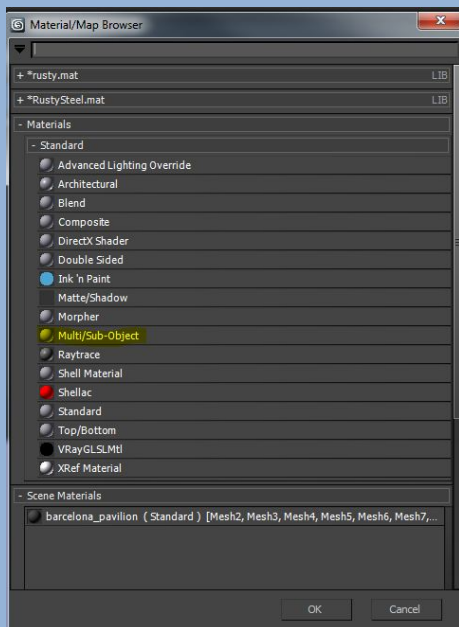 Material/Map Browser
+ *rusty.mat LIB
+ *RustySteel.mat LIB
- Materials
- Standard
Advanced Lighting Override
Architectural
Blend
Composite
DirectX Shader
Double Sided
Ink 'n Paint
Matte/Shadow
Morpher
Multi/Sub-Object
Raytrace
Shell Material
Shellac
Standard
Top/Bottom
VRayGLSLMtl
XRef Material
- Scene Materials
barcelona_pavilion ( Standard ) [Mesh2, Mesh3, Mesh4, Mesh5, Mesh6, Mesh7,...
OK Cancel